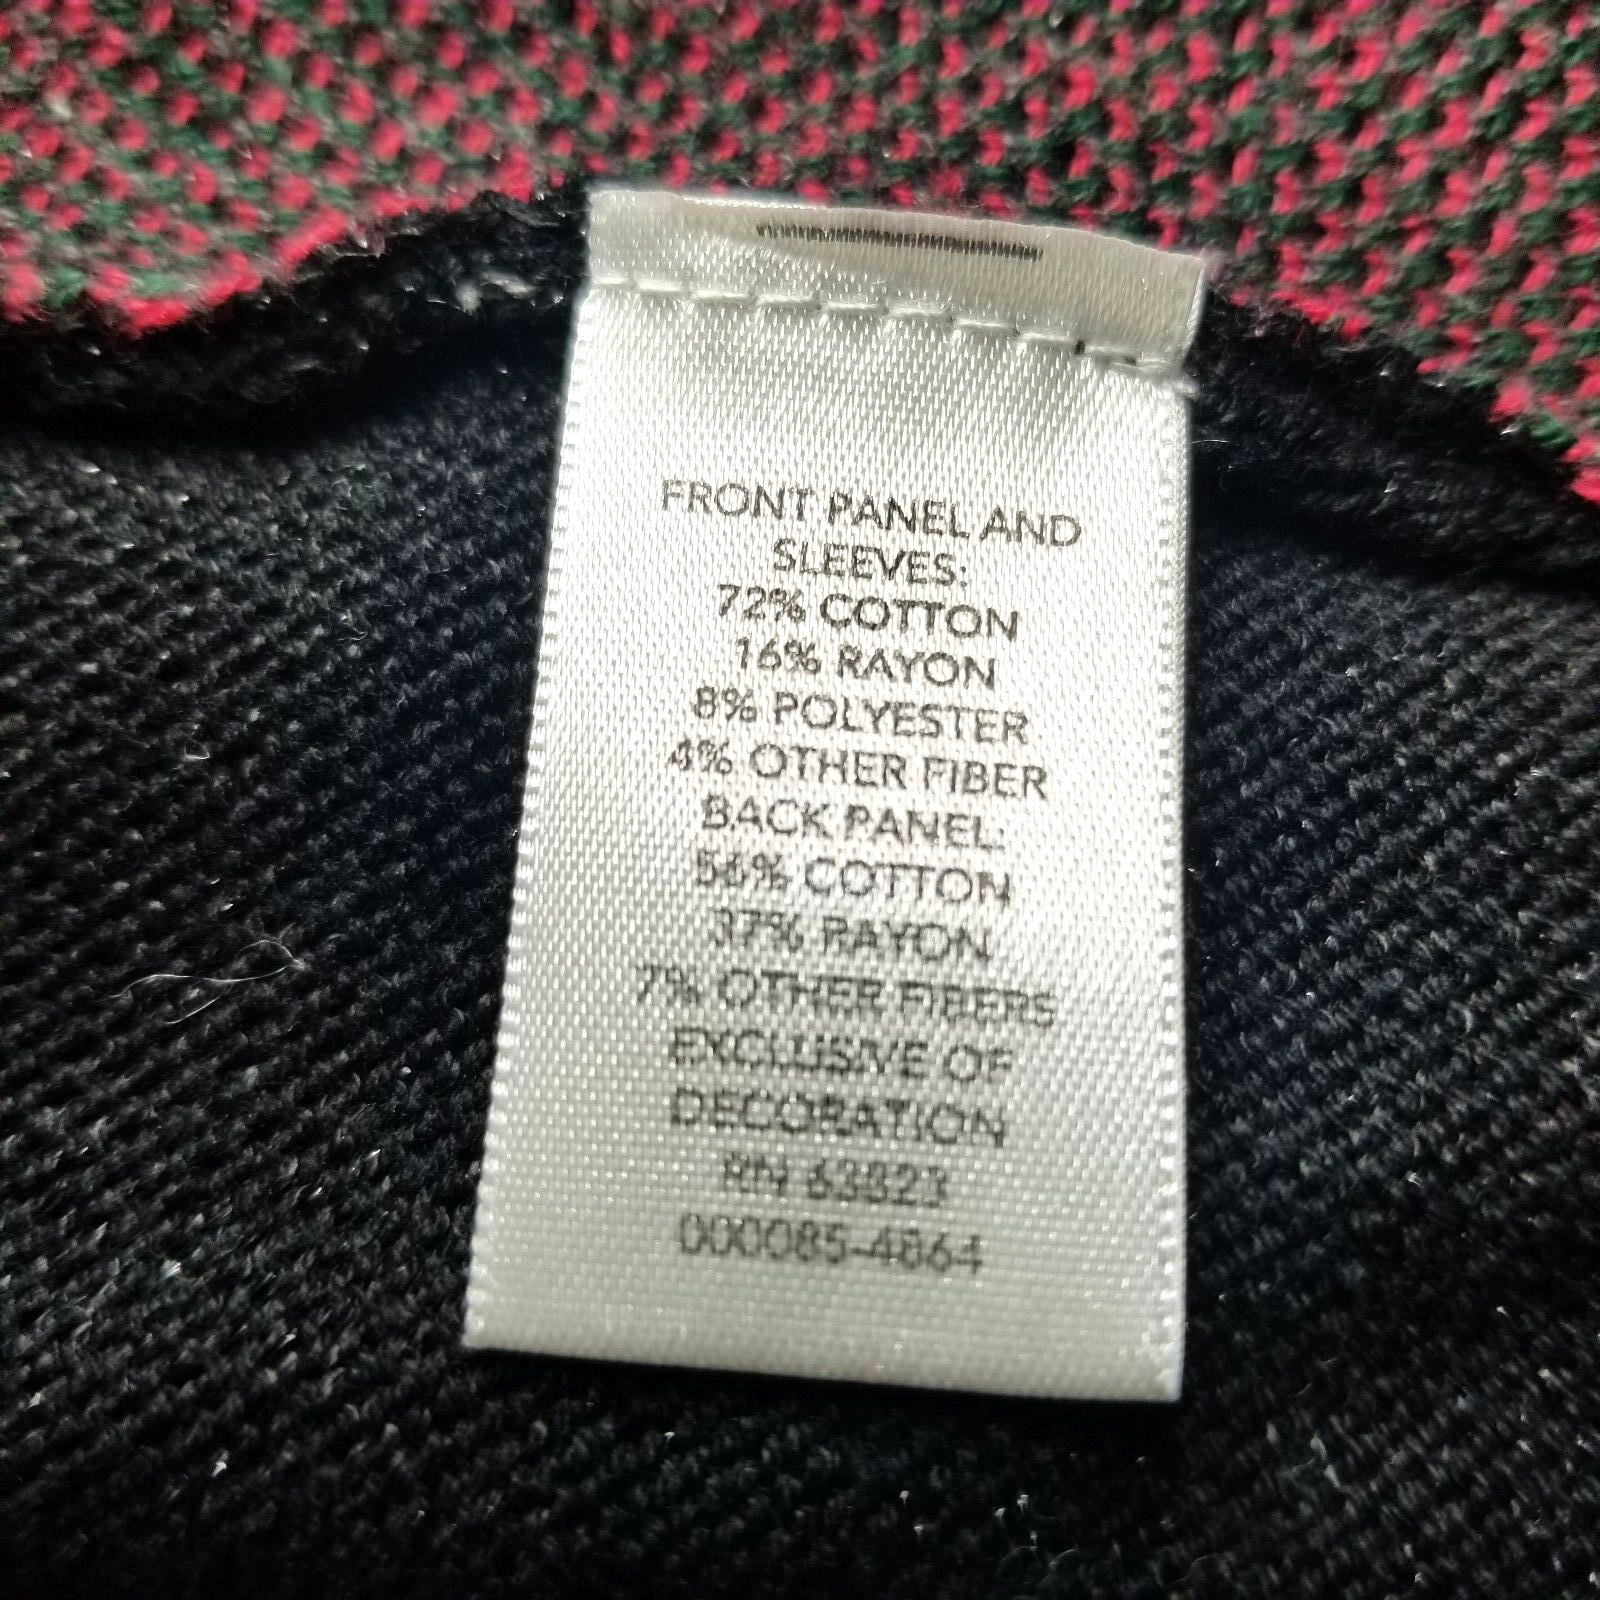 FRONT PANEL AND
SLEEVES:
72% COTTON
16% RAYON
8% POLYESTER
4% OTHER FIBER
BACK PANEL:
56% COTTON
37% RAYON
7% OTHER FIBERS
EXCLUSIVE OF
DECORATION
RN 63823
000085-4864